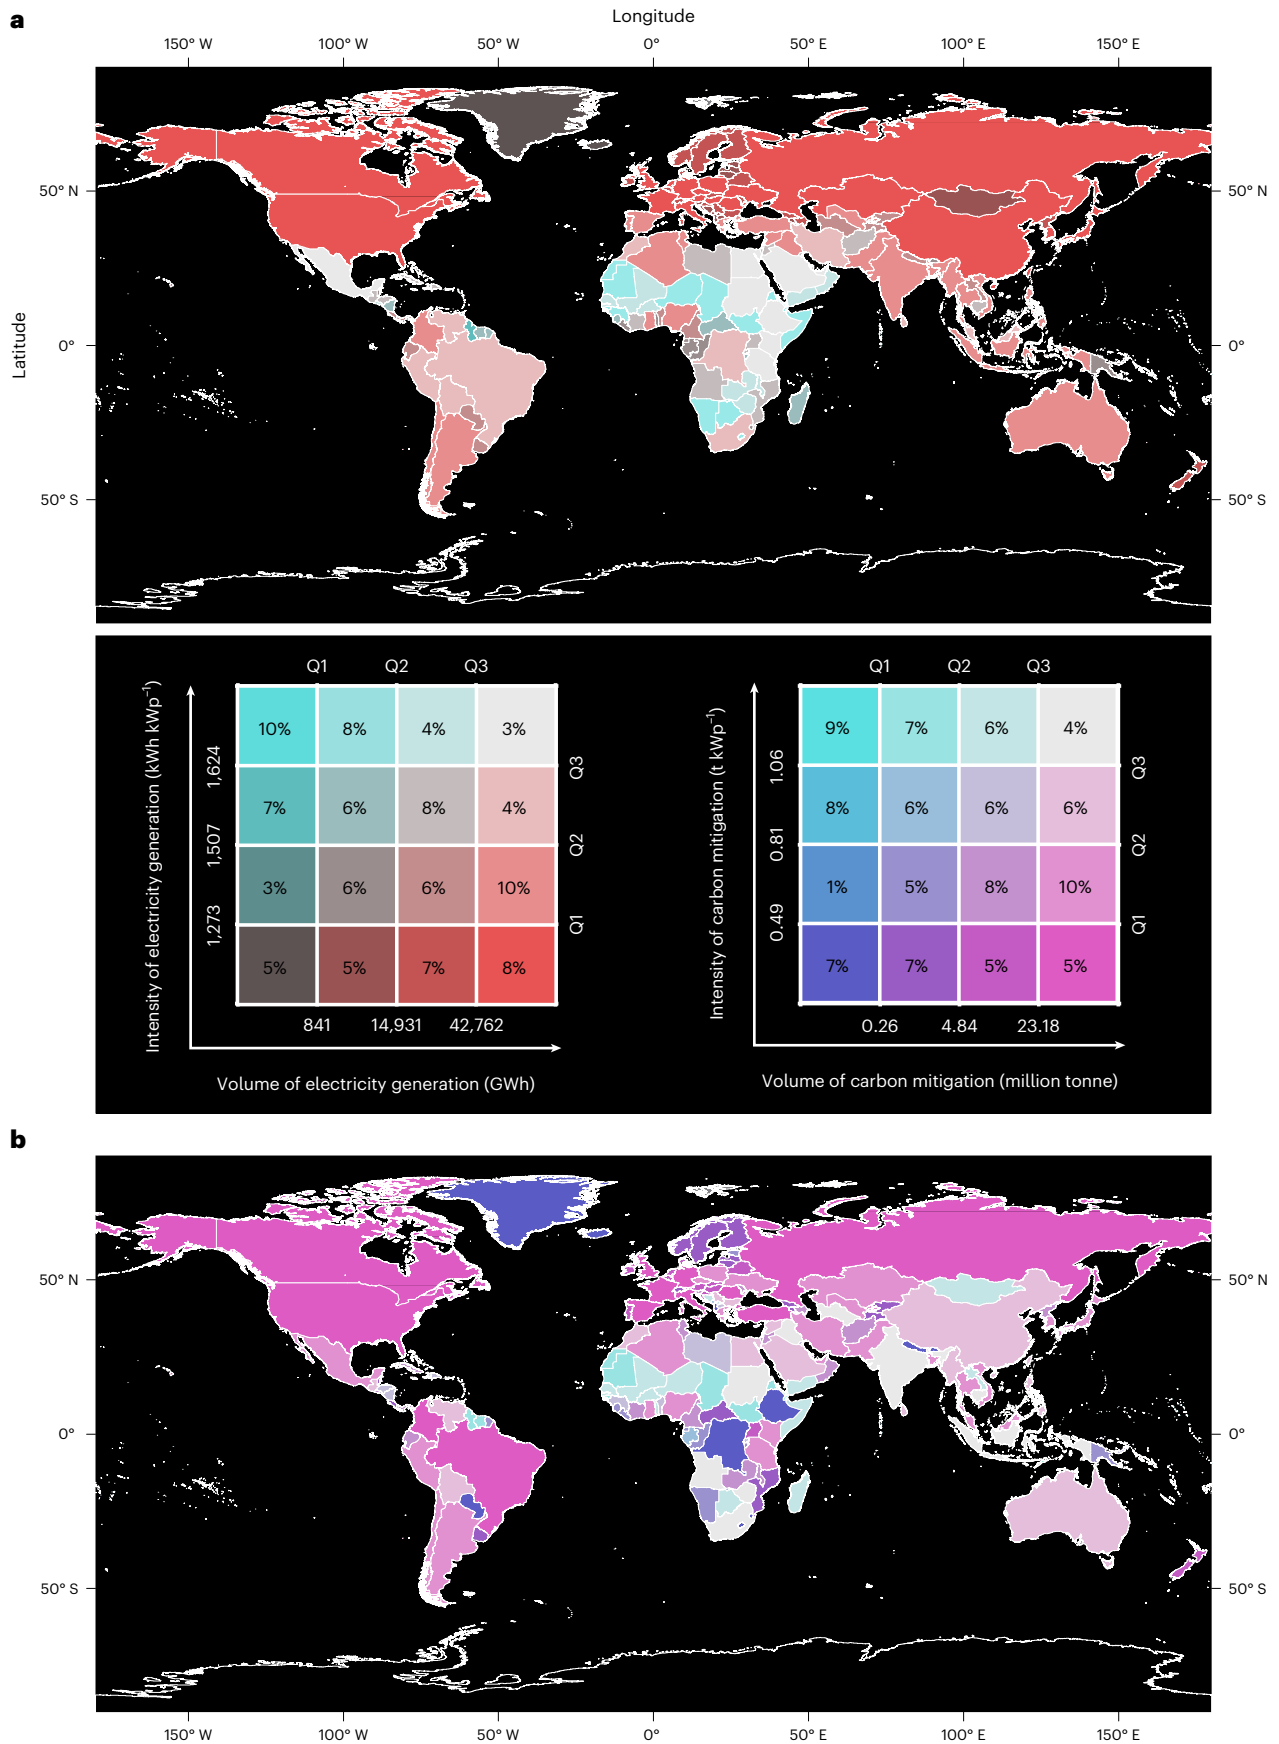 a
Longitude
150° W 100° W 50° W 0° 50° E 100° E 150° E
50° N 50° N
Latitude
0° 0°
50° S 50° S
Q1 Q2 Q3
Intensity of electricity generation (kWh kWp⁻¹)
1,624
1,507
1,273
10% 8% 4% 3%
7% 6% 8% 4%
3% 6% 6% 10%
5% 5% 7% 8%
Q3
Q2
Q1
841 14,931 42,762
Volume of electricity generation (GWh)
Q1 Q2 Q3
Intensity of carbon mitigation (t kWp⁻¹)
1.06
0.81
0.49
9% 7% 6% 4%
8% 6% 6% 6%
1% 5% 8% 10%
7% 7% 5% 5%
Q3
Q2
Q1
0.26 4.84 23.18
Volume of carbon mitigation (million tonne)
b
50° N 50° N
0° 0°
50° S 50° S
150° W 100° W 50° W 0° 50° E 100° E 150° E